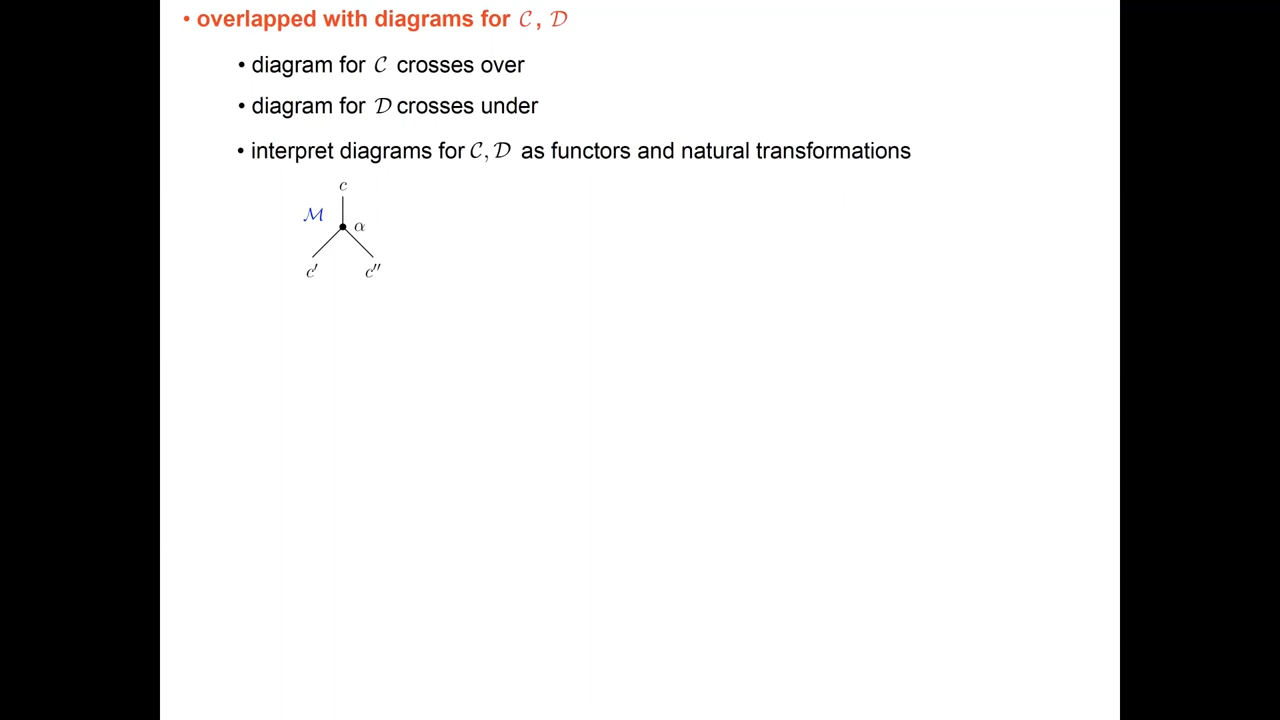 • overlapped with diagrams for 𝒞, 𝒟
• diagram for 𝒞 crosses over
• diagram for 𝒟 crosses under
• interpret diagrams for 𝒞, 𝒟 as functors and natural transformations
c
ℳ
α
c′ c″